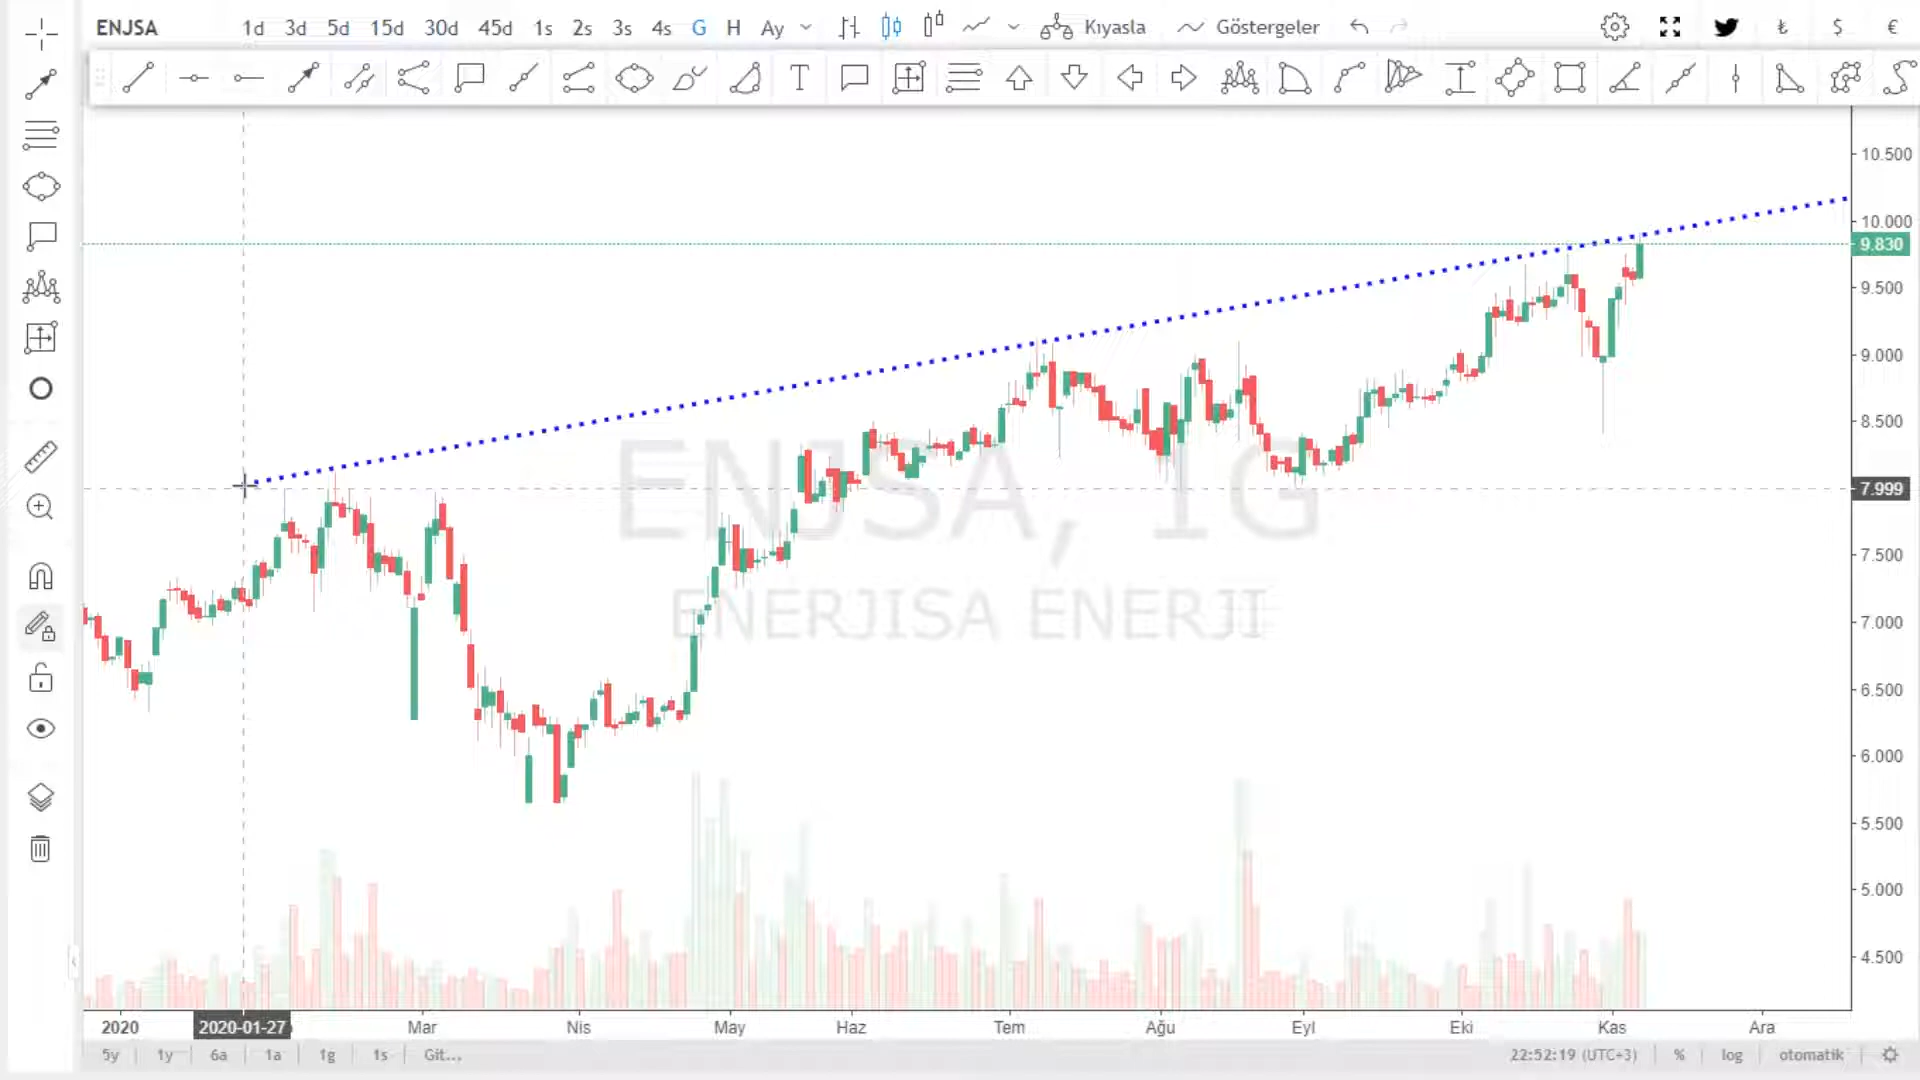 ENJSA 1d 3d 5d 15d 30d 45d 1s 2s 3s 4s G H Ay Kıyasla Göstergeler ₺ $ €
T
10.500
10.000
9.830
9.500
9.000
8.500
7.999
7.500
7.000
6.500
6.000
5.500
5.000
4.500
ENJSA, 1G
ENERJISA ENERJI
2020 2020-01-27 Mar Nis May Haz Tem Ağu Eyl Eki Kas Ara
5y 1y 6a 1a 1g 1s Git... 22:52:19 (UTC+3) % log otomatik